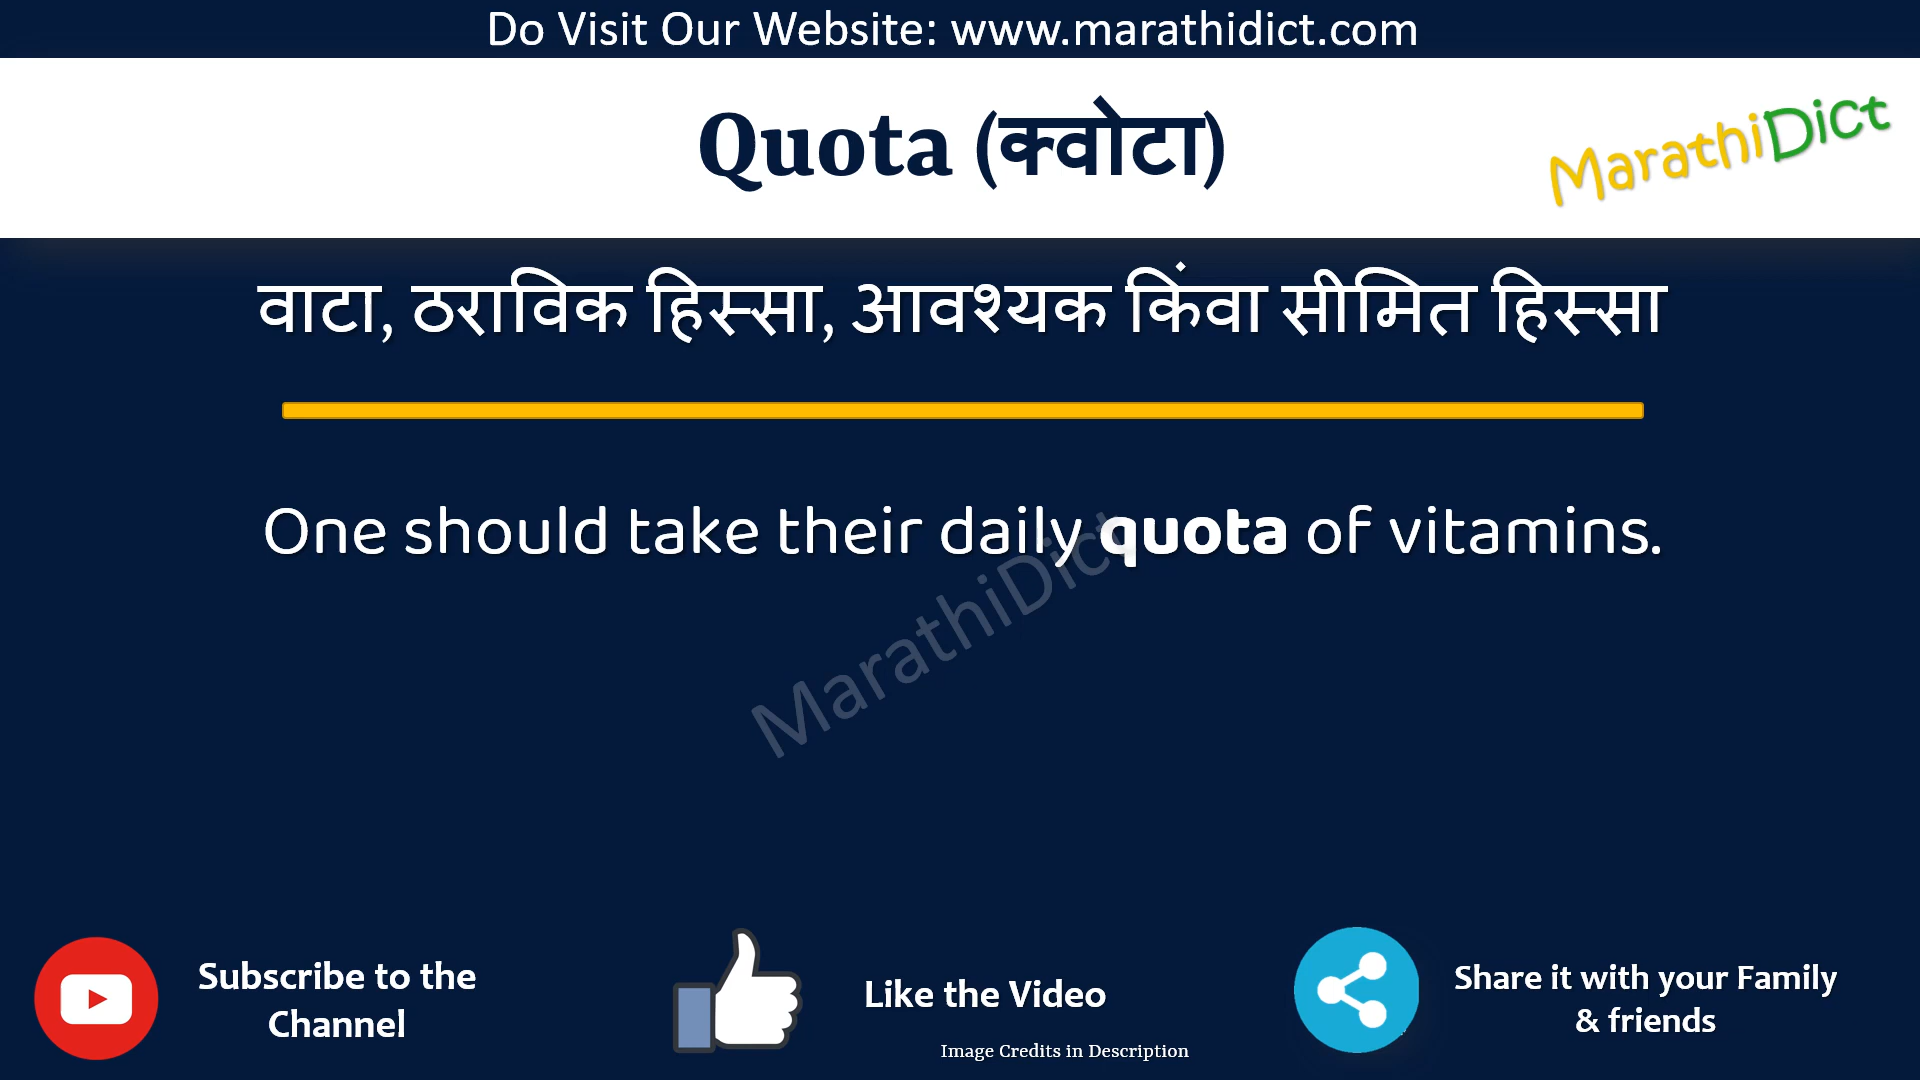 Do Visit Our Website: www.marathidict.com
Quota (क्वोटा)
MarathiDict
वाटा, ठराविक हिस्सा, आवश्यक किंवा सीमित हिस्सा
One should take their daily quota of vitamins.
MarathiDict
Subscribe to the
Channel
Like the Video
Share it with your Family
& friends
Image Credits in Description